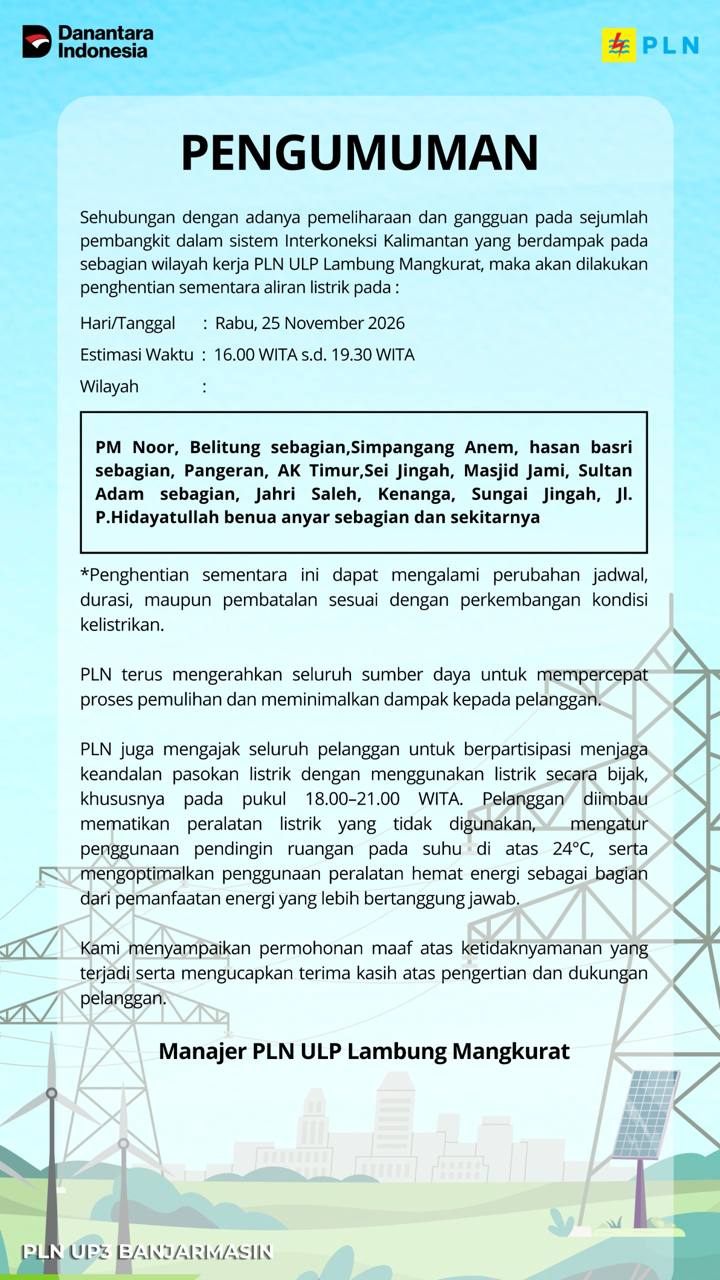 Danantara
Indonesia
PLN
PENGUMUMAN
Sehubungan dengan adanya pemeliharaan dan gangguan pada sejumlah
pembangkit dalam sistem Interkoneksi Kalimantan yang berdampak pada
sebagian wilayah kerja PLN ULP Lambung Mangkurat, maka akan dilakukan
penghentian sementara aliran listrik pada :
Hari/Tanggal : Rabu, 25 November 2026
Estimasi Waktu : 16.00 WITA s.d. 19.30 WITA
Wilayah :
PM Noor, Belitung sebagian,Simpangang Anem, hasan basri
sebagian, Pangeran, AK Timur,Sei Jingah, Masjid Jami, Sultan
Adam sebagian, Jahri Saleh, Kenanga, Sungai Jingah, Jl.
P.Hidayatullah benua anyar sebagian dan sekitarnya
*Penghentian sementara ini dapat mengalami perubahan jadwal,
durasi, maupun pembatalan sesuai dengan perkembangan kondisi
kelistrikan.
PLN terus mengerahkan seluruh sumber daya untuk mempercepat
proses pemulihan dan meminimalkan dampak kepada pelanggan.
PLN juga mengajak seluruh pelanggan untuk berpartisipasi menjaga
keandalan pasokan listrik dengan menggunakan listrik secara bijak,
khususnya pada pukul 18.00–21.00 WITA. Pelanggan diimbau
mematikan peralatan listrik yang tidak digunakan, mengatur
penggunaan pendingin ruangan pada suhu di atas 24°C, serta
mengoptimalkan penggunaan peralatan hemat energi sebagai bagian
dari pemanfaatan energi yang lebih bertanggung jawab.
Kami menyampaikan permohonan maaf atas ketidaknyamanan yang
terjadi serta mengucapkan terima kasih atas pengertian dan dukungan
pelanggan.
Manajer PLN ULP Lambung Mangkurat
PLN UP3 BANJARMASIN